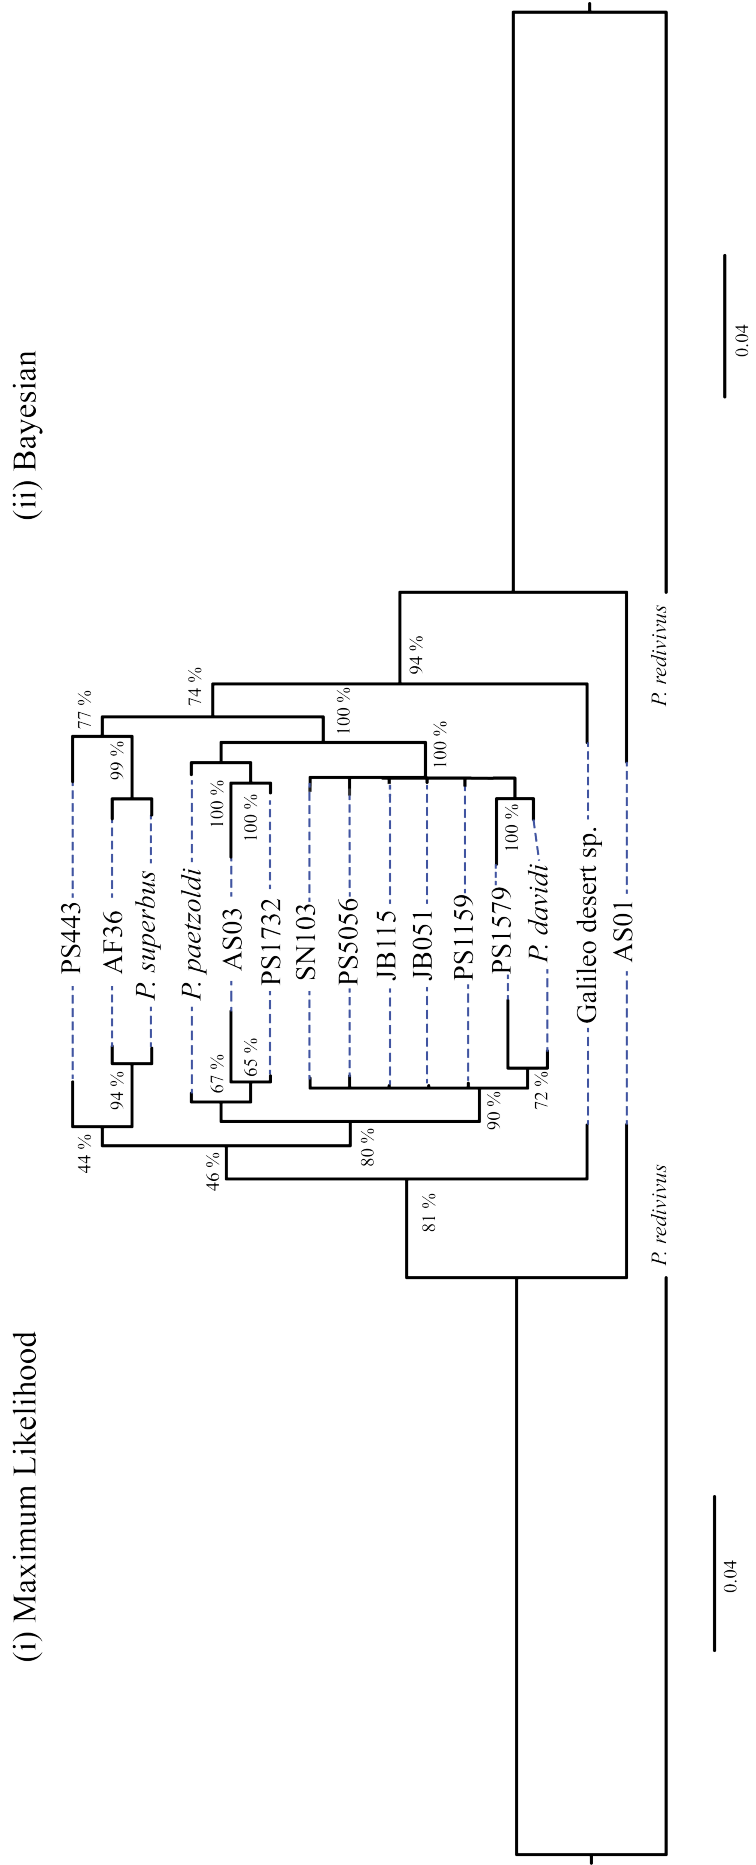 (i) Maximum Likelihood
(ii) Bayesian
PS443
AF36
P. superbus
P. paetzoldi
AS03
PS1732
SN103
PS5056
JB115
JB051
PS1159
PS1579
P. davidi
Galileo desert sp.
AS01
P. redivivus
P. redivivus
44 %
94 %
46 %
67 %
65 %
80 %
90 %
72 %
81 %
0.04
77 %
99 %
74 %
100 %
100 %
100 %
100 %
100 %
94 %
0.04